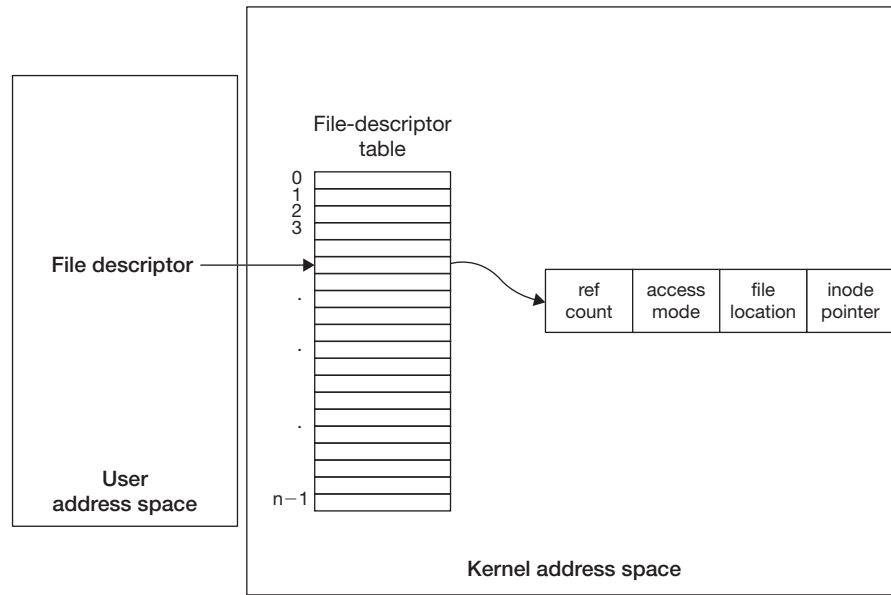 File-descriptor
table
0
1
2
3
File descriptor
.
.
.
n−1
ref
count
access
mode
file
location
inode
pointer
User
address space
Kernel address space